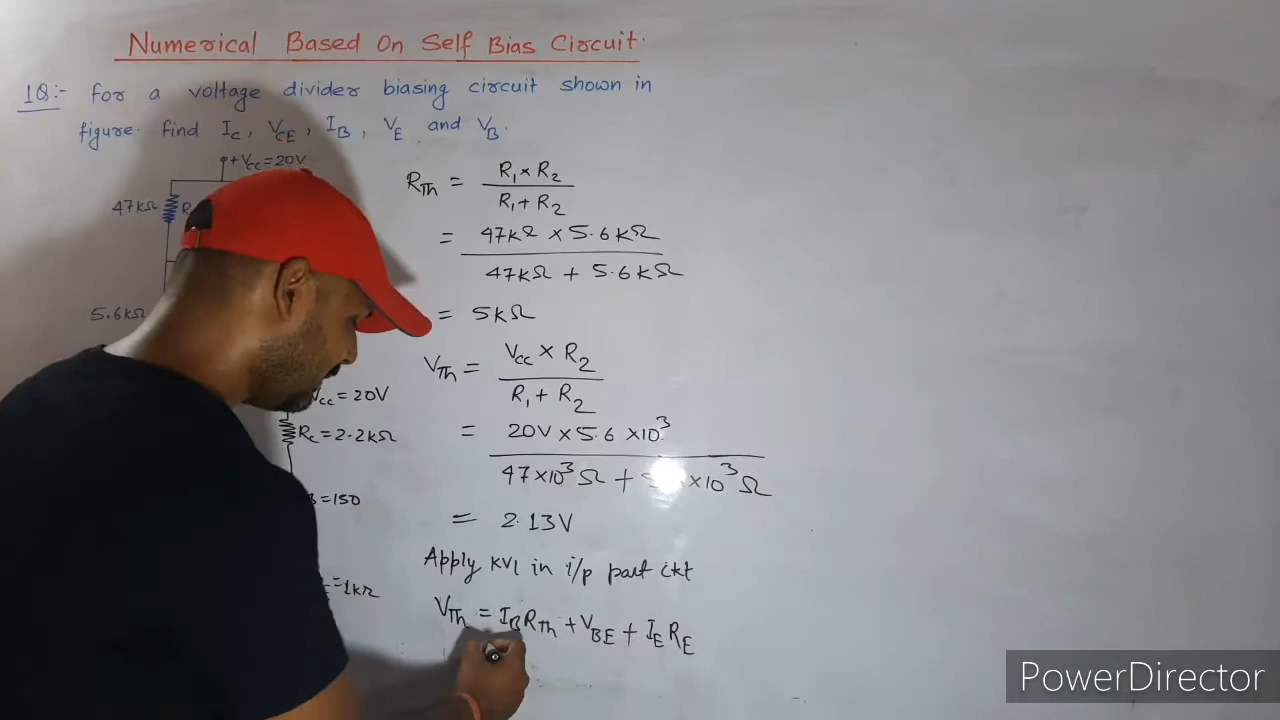 Numerical Based On Self Bias Circuit.
1Q:- For a voltage divider biasing circuit shown in
figure. find I_C, V_CE, I_B, V_E and V_B.
+V_CC=20V
47kΩ R
5.6kΩ
V_CC=20V
R_C=2.2kΩ
=150
=1kΩ
R_Th = R_1×R_2 / R_1+R_2
= 47kΩ × 5.6kΩ / 47kΩ + 5.6kΩ
= 5kΩ
V_Th = V_CC × R_2 / R_1+R_2
= 20V×5.6×10^3 / 47×10^3Ω + ×10^3Ω
= 2.13V
Apply KVL in i/p part ckt
V_Th = I_B R_Th + V_BE + I_E R_E
PowerDirector